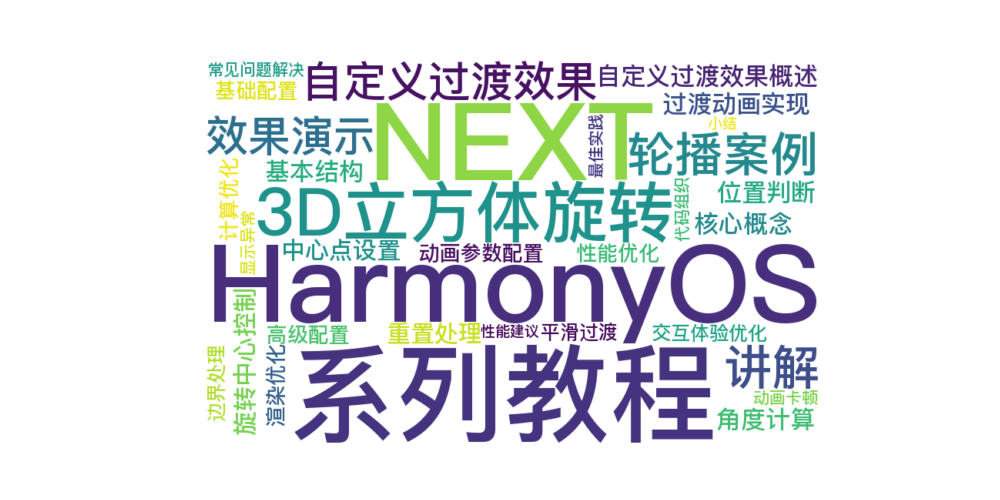 常见问题解决
自定义过渡效果
自定义过渡效果概述
基础配置
过渡动画实现
效果演示
NEXT
最佳实践
小结
轮播案例
计算优化
基本结构
3D立方体旋转
代码组织
位置判断
显示异常
核心概念
中心点设置
动画参数配置
性能优化
HarmonyOS
边界处理
旋转中心控制
高级配置
重置处理
性能建议
平滑过渡
交互体验优化
渲染优化
系列教程
讲解
动画卡顿
角度计算